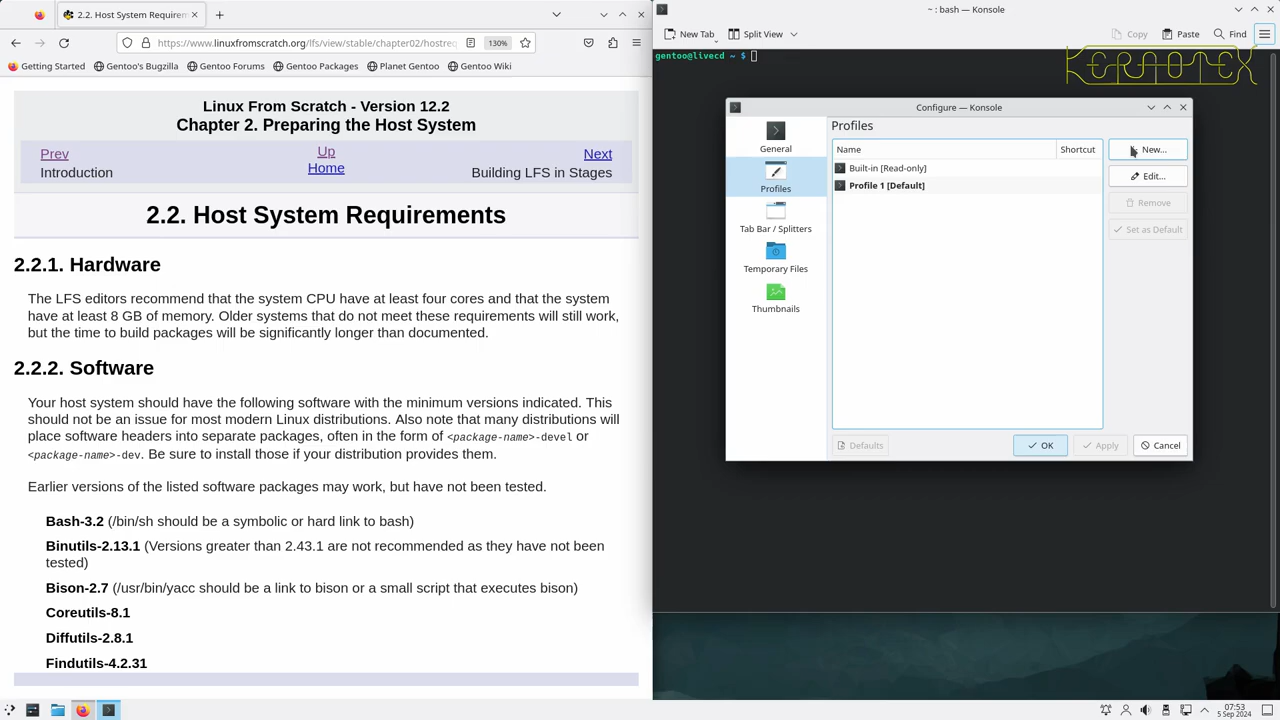 2.2. Host System Requirem
https://www.linuxfromscratch.org/lfs/view/stable/chapter02/hostreq
130%
Getting Started
Gentoo's Bugzilla
Gentoo Forums
Gentoo Packages
Planet Gentoo
Gentoo Wiki
Linux From Scratch - Version 12.2
Chapter 2. Preparing the Host System
Prev
Up
Next
Introduction
Home
Building LFS in Stages
2.2. Host System Requirements
2.2.1. Hardware
The LFS editors recommend that the system CPU have at least four cores and that the system
have at least 8 GB of memory. Older systems that do not meet these requirements will still work,
but the time to build packages will be significantly longer than documented.
2.2.2. Software
Your host system should have the following software with the minimum versions indicated. This
should not be an issue for most modern Linux distributions. Also note that many distributions will
place software headers into separate packages, often in the form of <package-name>-devel or
<package-name>-dev. Be sure to install those if your distribution provides them.
Earlier versions of the listed software packages may work, but have not been tested.
Bash-3.2 (/bin/sh should be a symbolic or hard link to bash)
Binutils-2.13.1 (Versions greater than 2.43.1 are not recommended as they have not been
tested)
Bison-2.7 (/usr/bin/yacc should be a link to bison or a small script that executes bison)
Coreutils-8.1
Diffutils-2.8.1
Findutils-4.2.31
~ : bash — Konsole
New Tab
Split View
Copy
Paste
Find
gentoo@livecd ~ $
KERNOTEX
Configure — Konsole
General
Profiles
Tab Bar / Splitters
Temporary Files
Thumbnails
Profiles
Name
Shortcut
Built-in [Read-only]
Profile 1 [Default]
New...
Edit...
Remove
Set as Default
Defaults
OK
Apply
Cancel
07:53
5 Sep 2024